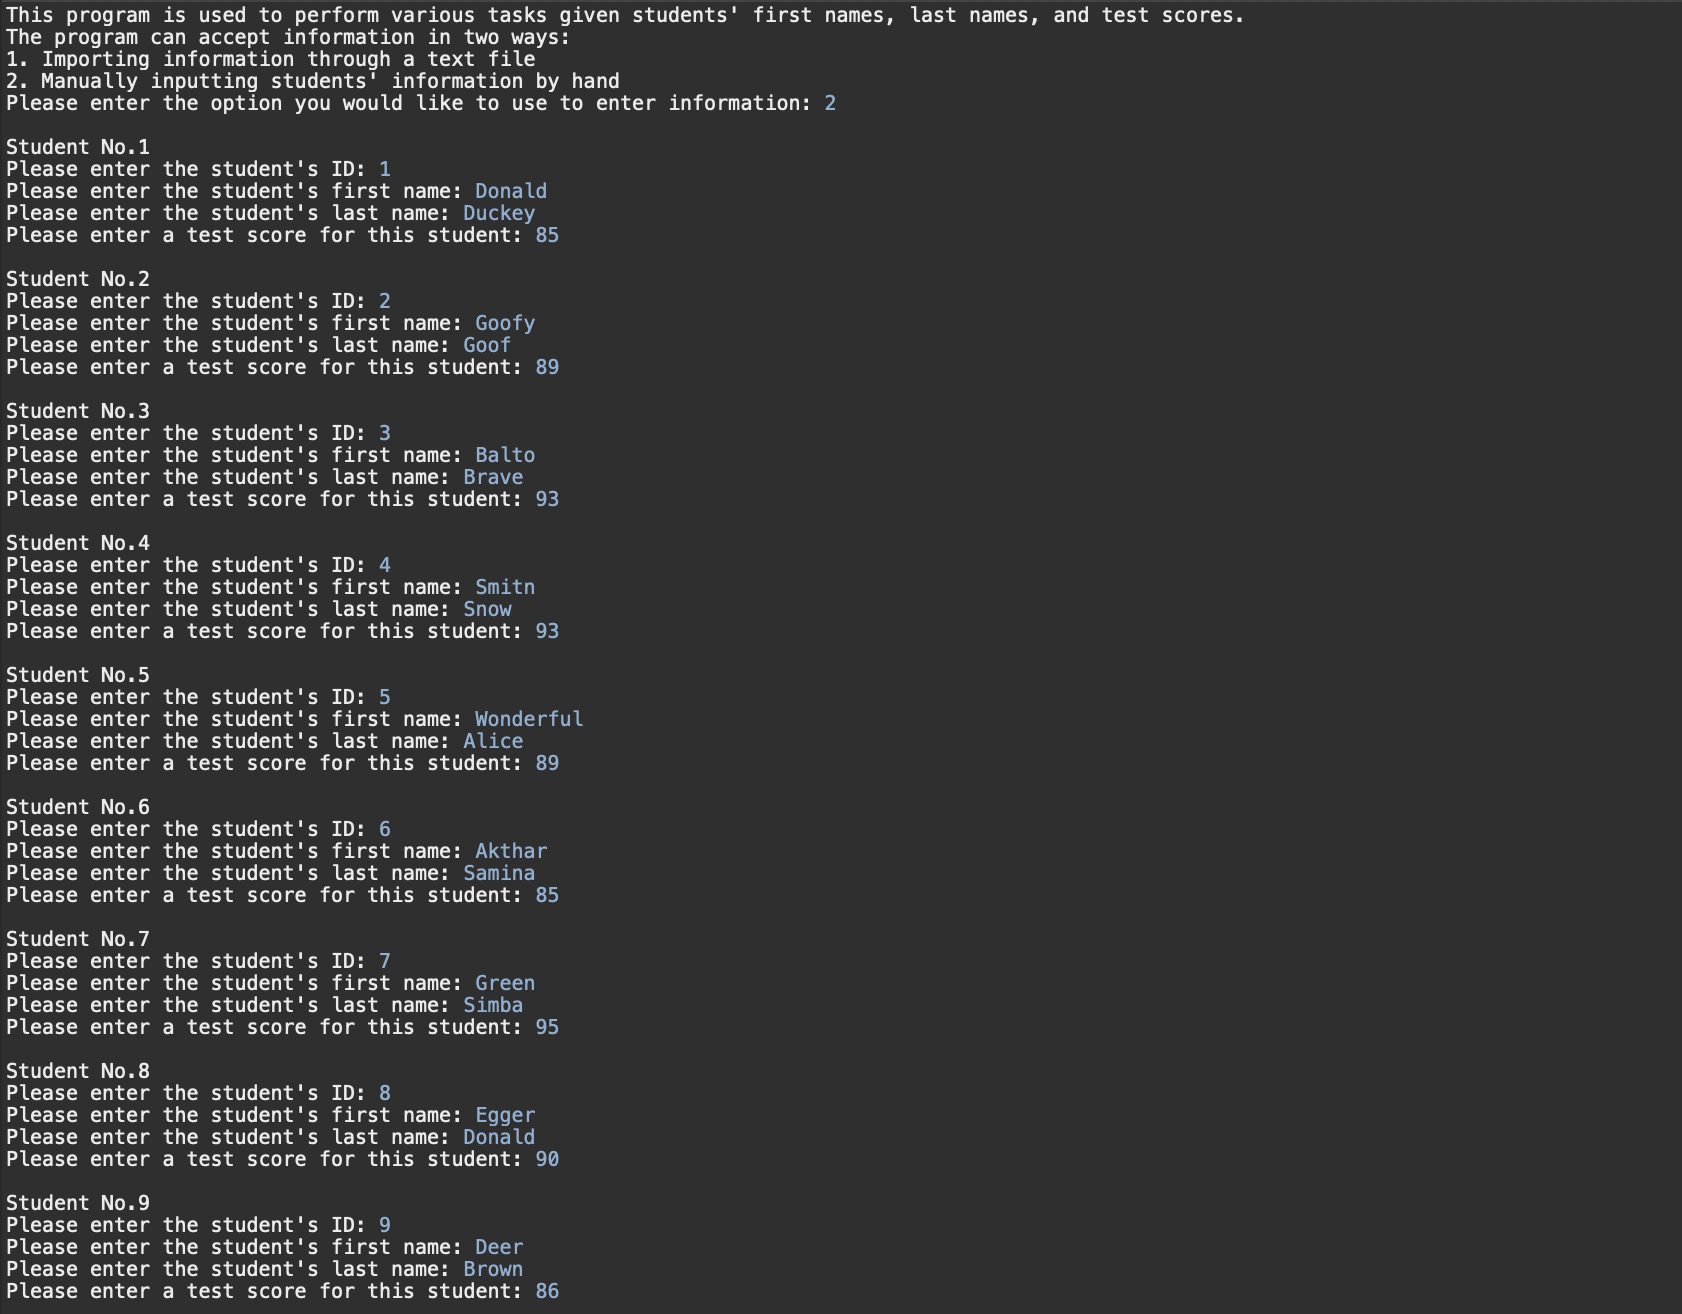 This program is used to perform various tasks given students' first names, last names, and test scores.
The program can accept information in two ways:
1. Importing information through a text file
2. Manually inputting students' information by hand
Please enter the option you would like to use to enter information: 2
Student No.1
Please enter the student's ID: 1
Please enter the student's first name: Donald
Please enter the student's last name: Duckey
Please enter a test score for this student: 85
Student No.2
Please enter the student's ID: 2
Please enter the student's first name: Goofy
Please enter the student's last name: Goof
Please enter a test score for this student: 89
Student No.3
Please enter the student's ID: 3
Please enter the student's first name: Balto
Please enter the student's last name: Brave
Please enter a test score for this student: 93
Student No.4
Please enter the student's ID: 4
Please enter the student's first name: Smitn
Please enter the student's last name: Snow
Please enter a test score for this student: 93
Student No.5
Please enter the student's ID: 5
Please enter the student's first name: Wonderful
Please enter the student's last name: Alice
Please enter a test score for this student: 89
Student No.6
Please enter the student's ID: 6
Please enter the student's first name: Akthar
Please enter the student's last name: Samina
Please enter a test score for this student: 85
Student No.7
Please enter the student's ID: 7
Please enter the student's first name: Green
Please enter the student's last name: Simba
Please enter a test score for this student: 95
Student No.8
Please enter the student's ID: 8
Please enter the student's first name: Egger
Please enter the student's last name: Donald
Please enter a test score for this student: 90
Student No.9
Please enter the student's ID: 9
Please enter the student's first name: Deer
Please enter the student's last name: Brown
Please enter a test score for this student: 86